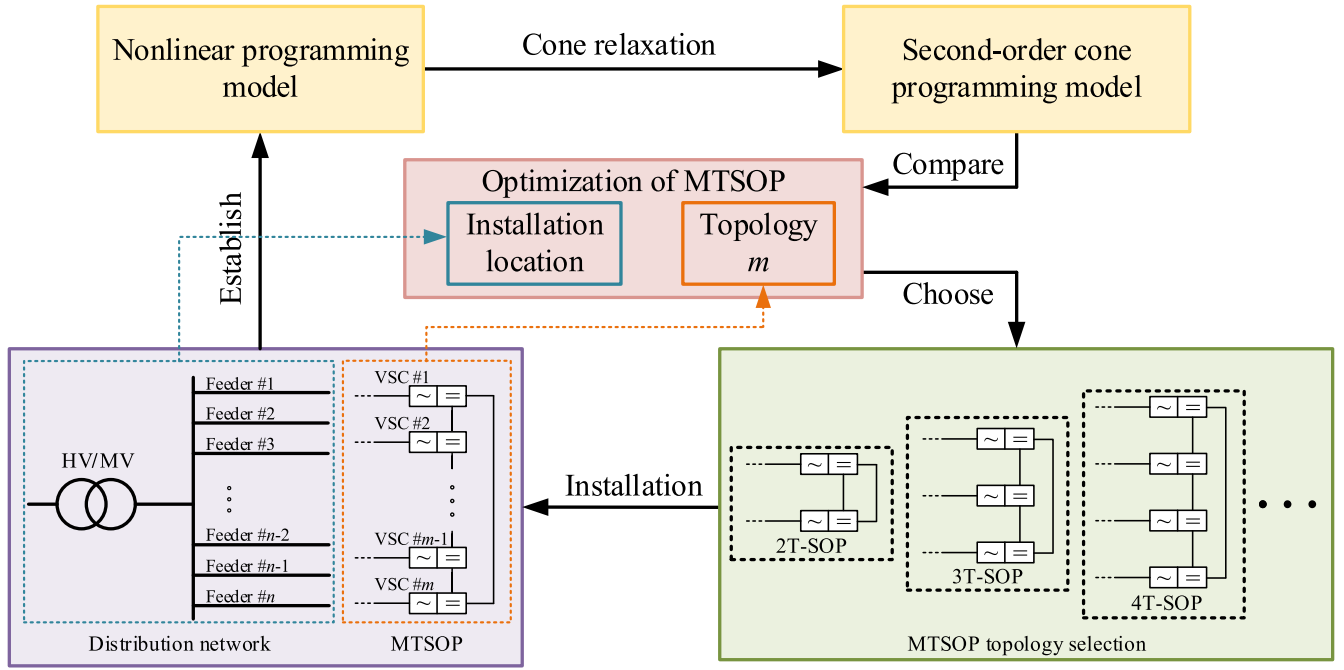 Nonlinear programming
model
Cone relaxation
Second-order cone
programming model
Compare
Optimization of MTSOP
Installation
location
Topology
m
Establish
Choose
Feeder #1
Feeder #2
Feeder #3
HV/MV
Feeder #n-2
Feeder #n-1
Feeder #n
Distribution network
VSC #1
~ =
VSC #2
~ =
VSC #m-1
~ =
VSC #m
~ =
MTSOP
Installation
~ =
~ =
2T-SOP
~ =
~ =
~ =
3T-SOP
~ =
~ =
~ =
~ =
4T-SOP
MTSOP topology selection